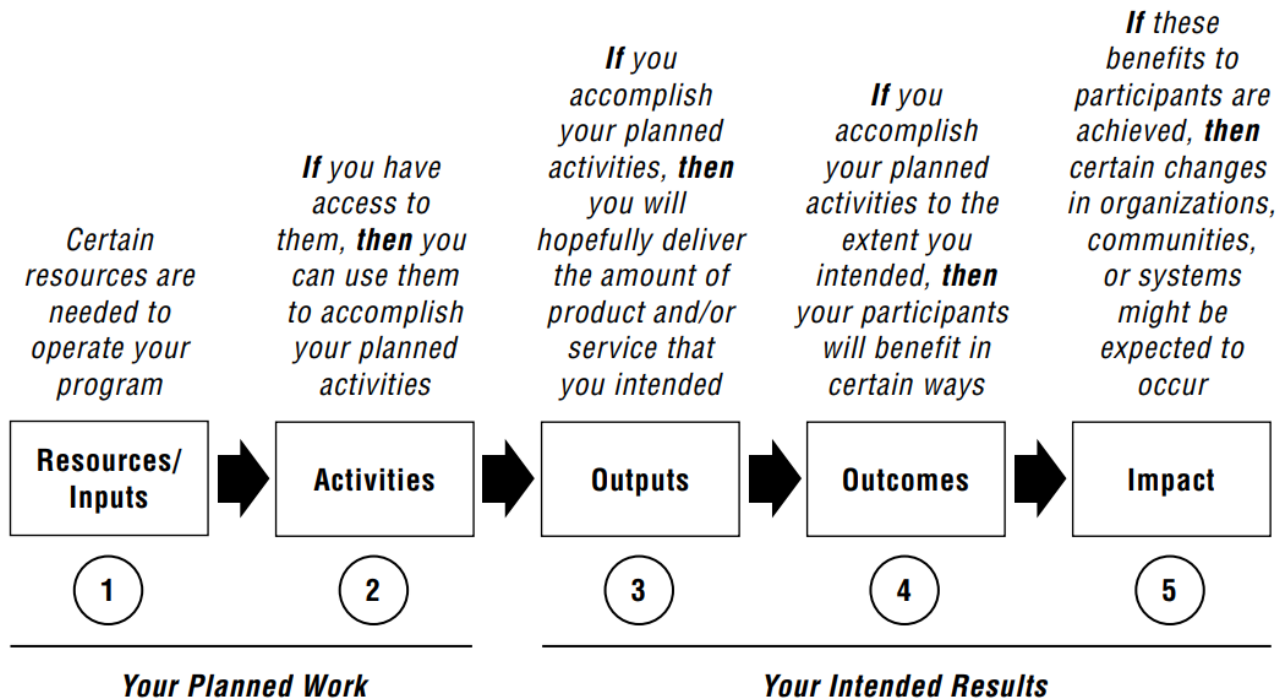 Certain
resources are
needed to
operate your
program
If you have
access to
them, then you
can use them
to accomplish
your planned
activities
If you
accomplish
your planned
activities, then
you will
hopefully deliver
the amount of
product and/or
service that
you intended
If you
accomplish
your planned
activities to the
extent you
intended, then
your participants
will benefit in
certain ways
If these
benefits to
participants are
achieved, then
certain changes
in organizations,
communities,
or systems
might be
expected to
occur
Resources/
Inputs
Activities
Outputs
Outcomes
Impact
1
2
3
4
5
Your Planned Work
Your Intended Results